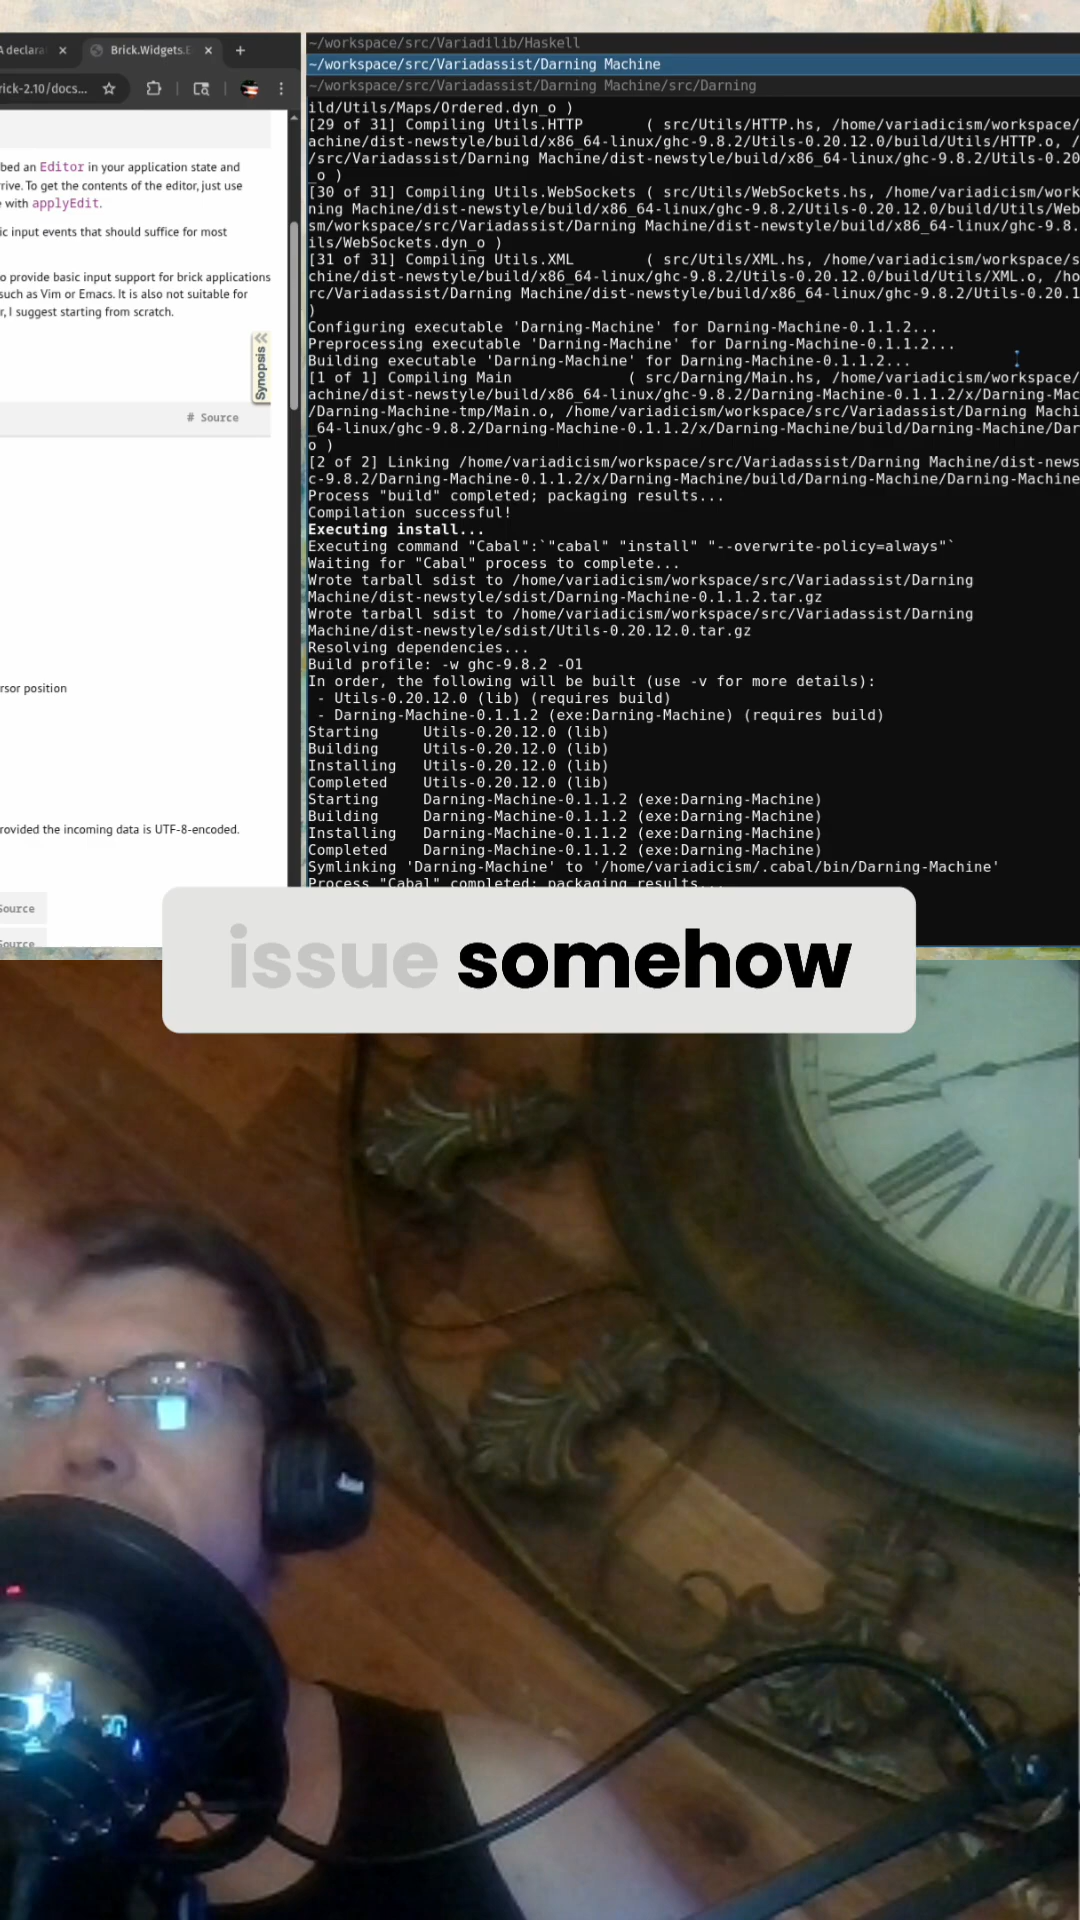 A declara
Brick.Widgets.E
rick-2.10/docs...
bed an Editor in your application state and
rrive. To get the contents of the editor, just use
e with applyEdit.
ic input events that should suffice for most
o provide basic input support for brick applications
such as Vim or Emacs. It is also not suitable for
r, I suggest starting from scratch.
Synopsis
# Source
rsor position
rovided the incoming data is UTF-8-encoded.
Source
Source
~/workspace/src/Variadilib/Haskell
~/workspace/src/Variadassist/Darning Machine
~/workspace/src/Variadassist/Darning Machine/src/Darning
ild/Utils/Maps/Ordered.dyn_o )
[29 of 31] Compiling Utils.HTTP ( src/Utils/HTTP.hs, /home/variadicism/workspace/
achine/dist-newstyle/build/x86_64-linux/ghc-9.8.2/Utils-0.20.12.0/build/Utils/HTTP.o, /
/src/Variadassist/Darning Machine/dist-newstyle/build/x86_64-linux/ghc-9.8.2/Utils-0.20
_o )
[30 of 31] Compiling Utils.WebSockets ( src/Utils/WebSockets.hs, /home/variadicism/work
ning Machine/dist-newstyle/build/x86_64-linux/ghc-9.8.2/Utils-0.20.12.0/build/Utils/Web
sm/workspace/src/Variadassist/Darning Machine/dist-newstyle/build/x86_64-linux/ghc-9.8.
ils/WebSockets.dyn_o )
[31 of 31] Compiling Utils.XML ( src/Utils/XML.hs, /home/variadicism/workspace/s
chine/dist-newstyle/build/x86_64-linux/ghc-9.8.2/Utils-0.20.12.0/build/Utils/XML.o, /ho
rc/Variadassist/Darning Machine/dist-newstyle/build/x86_64-linux/ghc-9.8.2/Utils-0.20.1
)
Configuring executable 'Darning-Machine' for Darning-Machine-0.1.1.2...
Preprocessing executable 'Darning-Machine' for Darning-Machine-0.1.1.2...
Building executable 'Darning-Machine' for Darning-Machine-0.1.1.2...
[1 of 1] Compiling Main ( src/Darning/Main.hs, /home/variadicism/workspace/
achine/dist-newstyle/build/x86_64-linux/ghc-9.8.2/Darning-Machine-0.1.1.2/x/Darning-Mac
/Darning-Machine-tmp/Main.o, /home/variadicism/workspace/src/Variadassist/Darning Machi
_64-linux/ghc-9.8.2/Darning-Machine-0.1.1.2/x/Darning-Machine/build/Darning-Machine/Dar
o )
[2 of 2] Linking /home/variadicism/workspace/src/Variadassist/Darning Machine/dist-news
c-9.8.2/Darning-Machine-0.1.1.2/x/Darning-Machine/build/Darning-Machine/Darning-Machine
Process "build" completed; packaging results...
Compilation successful!
Executing install...
Executing command "Cabal":`"cabal" "install" "--overwrite-policy=always"`
Waiting for "Cabal" process to complete...
Wrote tarball sdist to /home/variadicism/workspace/src/Variadassist/Darning
Machine/dist-newstyle/sdist/Darning-Machine-0.1.1.2.tar.gz
Wrote tarball sdist to /home/variadicism/workspace/src/Variadassist/Darning
Machine/dist-newstyle/sdist/Utils-0.20.12.0.tar.gz
Resolving dependencies...
Build profile: -w ghc-9.8.2 -O1
In order, the following will be built (use -v for more details):
- Utils-0.20.12.0 (lib) (requires build)
- Darning-Machine-0.1.1.2 (exe:Darning-Machine) (requires build)
Starting Utils-0.20.12.0 (lib)
Building Utils-0.20.12.0 (lib)
Installing Utils-0.20.12.0 (lib)
Completed Utils-0.20.12.0 (lib)
Starting Darning-Machine-0.1.1.2 (exe:Darning-Machine)
Building Darning-Machine-0.1.1.2 (exe:Darning-Machine)
Installing Darning-Machine-0.1.1.2 (exe:Darning-Machine)
Completed Darning-Machine-0.1.1.2 (exe:Darning-Machine)
Symlinking 'Darning-Machine' to '/home/variadicism/.cabal/bin/Darning-Machine'
Process "Cabal" completed; packaging results...
issue somehow